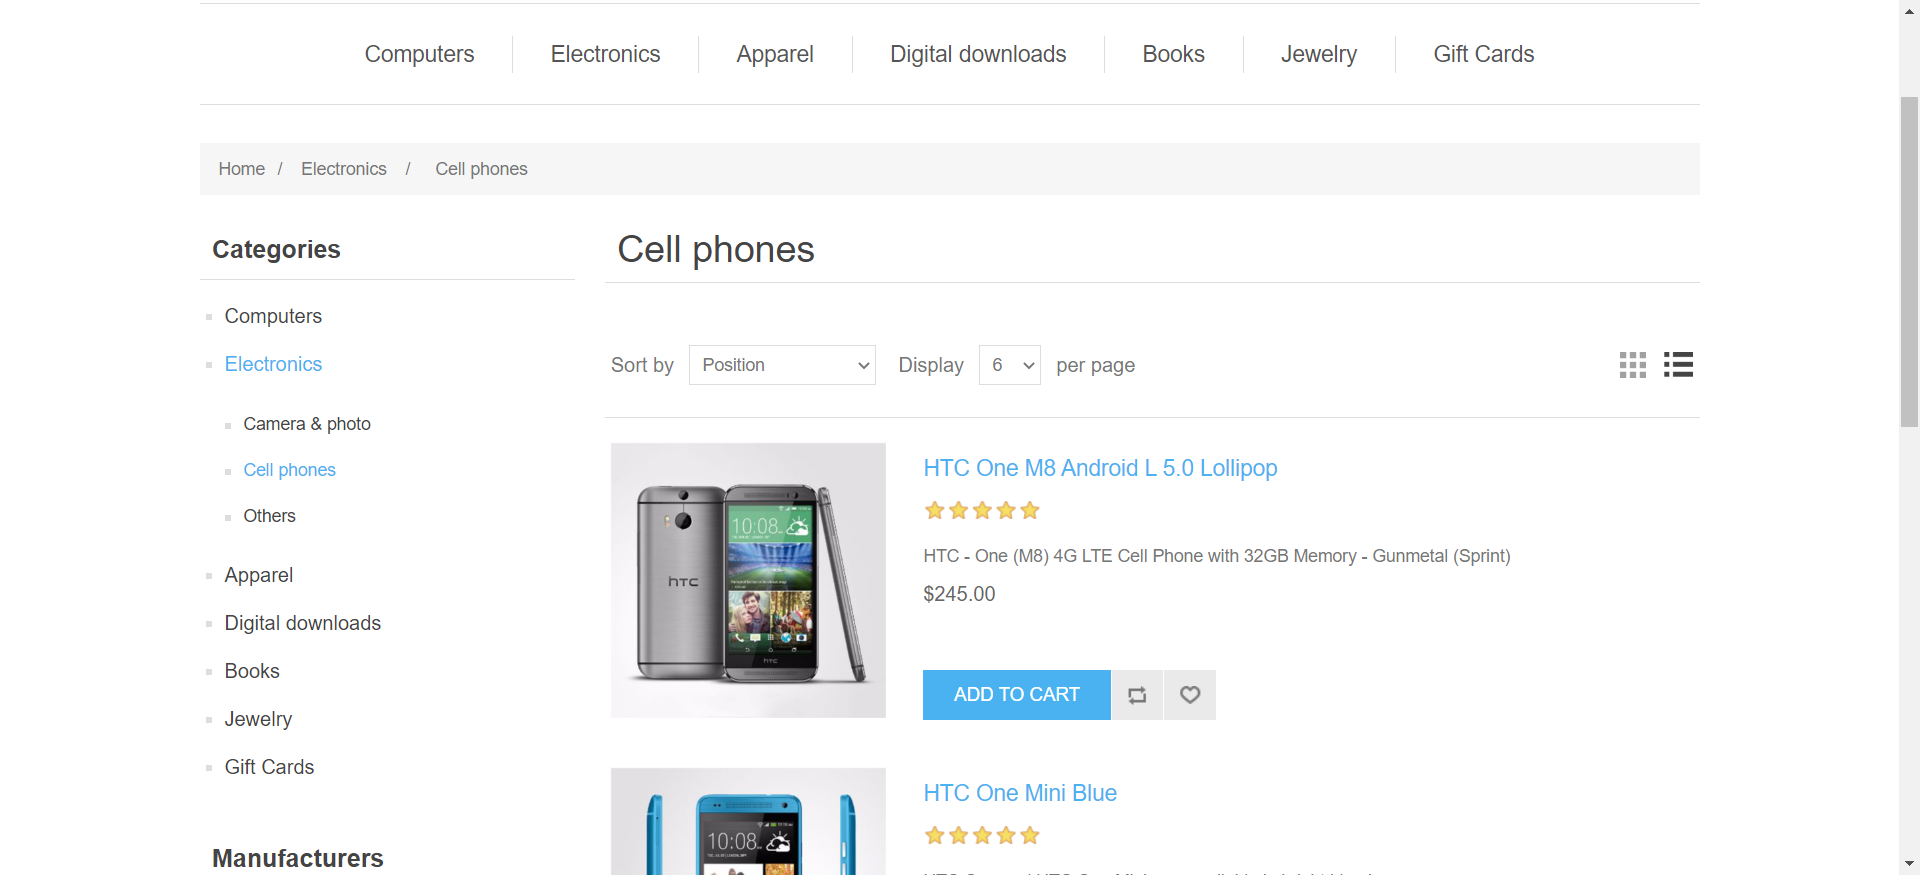 Computers Electronics Apparel Digital downloads Books Jewelry Gift Cards
Home / Electronics / Cell phones
Categories
Computers
Electronics
Camera & photo
Cell phones
Others
Apparel
Digital downloads
Books
Jewelry
Gift Cards
Manufacturers
Cell phones
Sort by Position Display 6 per page
10:08
hTC
hTC
HTC One M8 Android L 5.0 Lollipop
HTC - One (M8) 4G LTE Cell Phone with 32GB Memory - Gunmetal (Sprint)
$245.00
ADD TO CART
10:08
HTC One Mini Blue